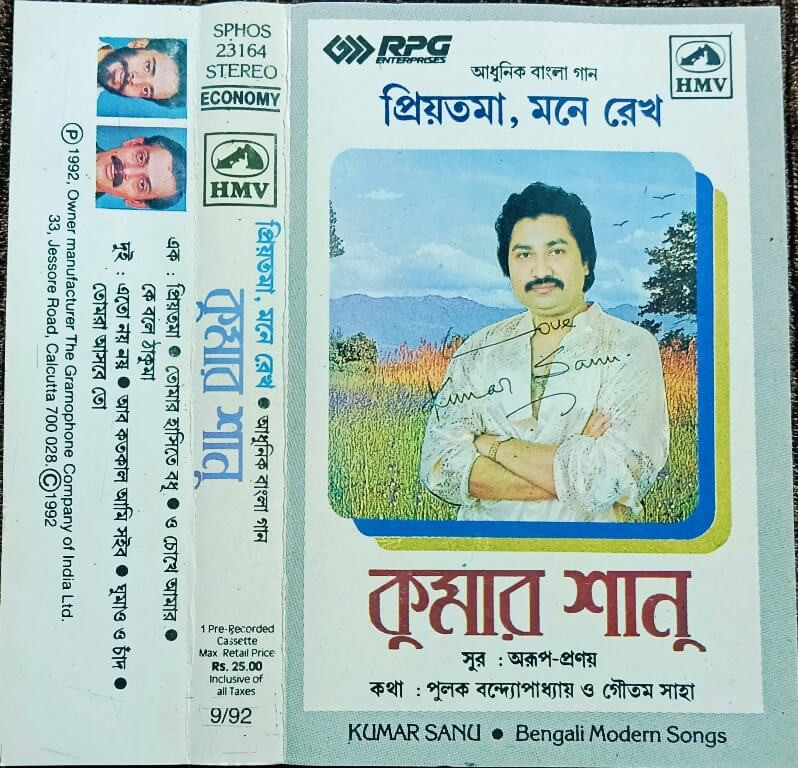 SPHOS
23164
STEREO
ECONOMY
HMV
প্রিয়তমা, মনে রেখ ● আধুনিক বাংলা গান
কুমার শানু
1 Pre-Recorded
Cassette
Max. Retail Price
Rs. 25.00
Inclusive of
all Taxes
9/92
এক : প্রিয়তমা ● তোমার হাসিতে বঁধু ● ও চোখে আমার ●
কে বলে ঠাকুমা
দুই : এতো নয় নয় ● আর কতকাল আমি সইব ● ঘুমাও ও চাঁদ ●
তোমরা আসবে তো
Ⓟ 1992, Owner manufacturer The Gramophone Company of India Ltd.
33, Jessore Road, Calcutta 700 028. © 1992
RPG
ENTERPRISES
HMV
আধুনিক বাংলা গান
প্রিয়তমা, মনে রেখ
Love
Kumar Sanu.
কুমার শানু
সুর : অরূপ-প্রণয়
কথা : পুলক বন্দ্যোপাধ্যায় ও গৌতম সাহা
KUMAR SANU ● Bengali Modern Songs